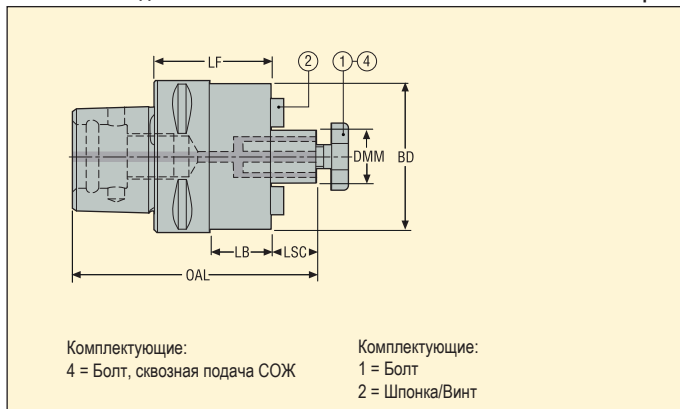 LF
2
1
4
DMM
BD
LB
LSC
OAL
Комплектующие:
4 = Болт, сквозная подача СОЖ
Комплектующие:
1 = Болт
2 = Шпонка/Винт